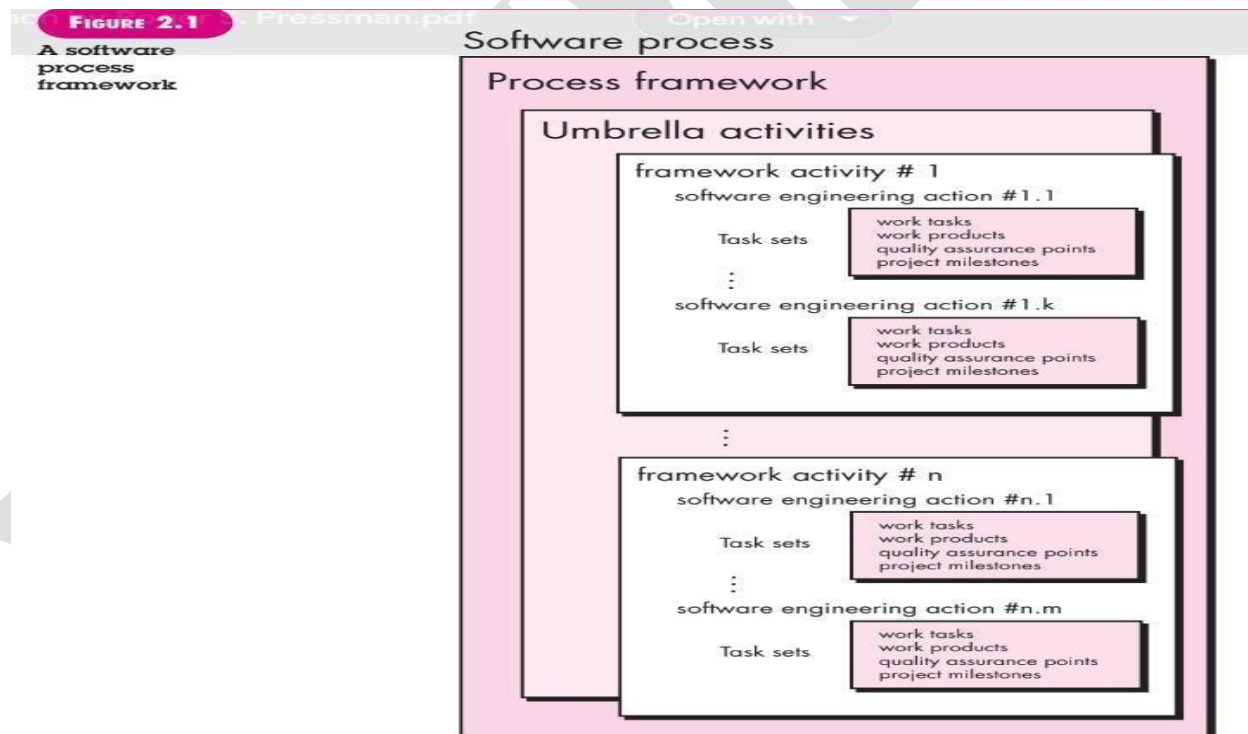 FIGURE 2.1
Pressman.pdf
Open with
A software
process
framework
Software process
Process framework
Umbrella activities
framework activity # 1
software engineering action #1.1
Task sets
work tasks
work products
quality assurance points
project milestones
⋮
software engineering action #1.k
Task sets
work tasks
work products
quality assurance points
project milestones
⋮
framework activity # n
software engineering action #n.1
Task sets
work tasks
work products
quality assurance points
project milestones
⋮
software engineering action #n.m
Task sets
work tasks
work products
quality assurance points
project milestones